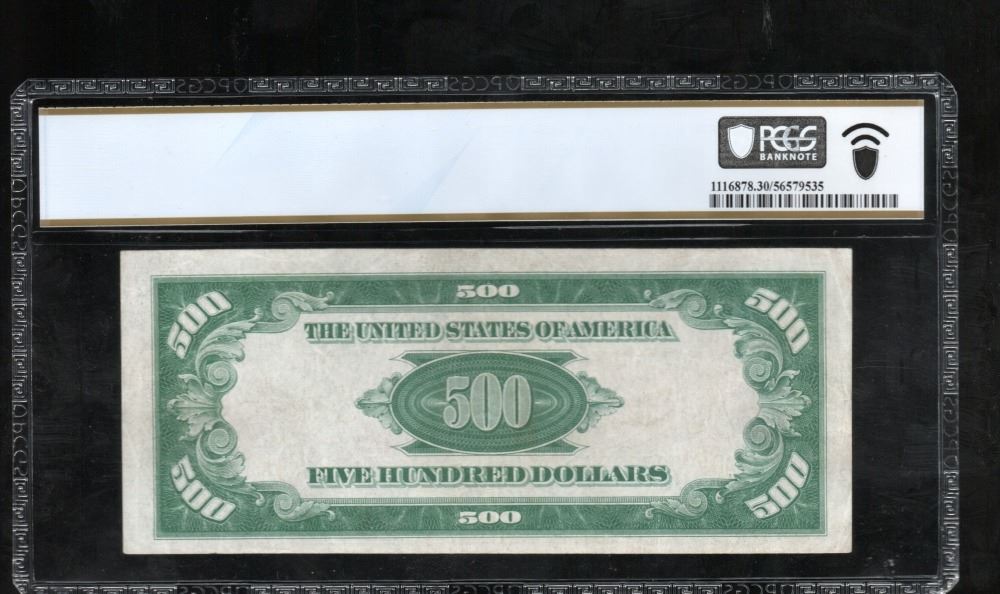 PCGS
BANKNOTE
1116878.30/56579535
500
500 500
THE UNITED STATES OF AMERICA
500
FIVE HUNDRED DOLLARS
500 500
500